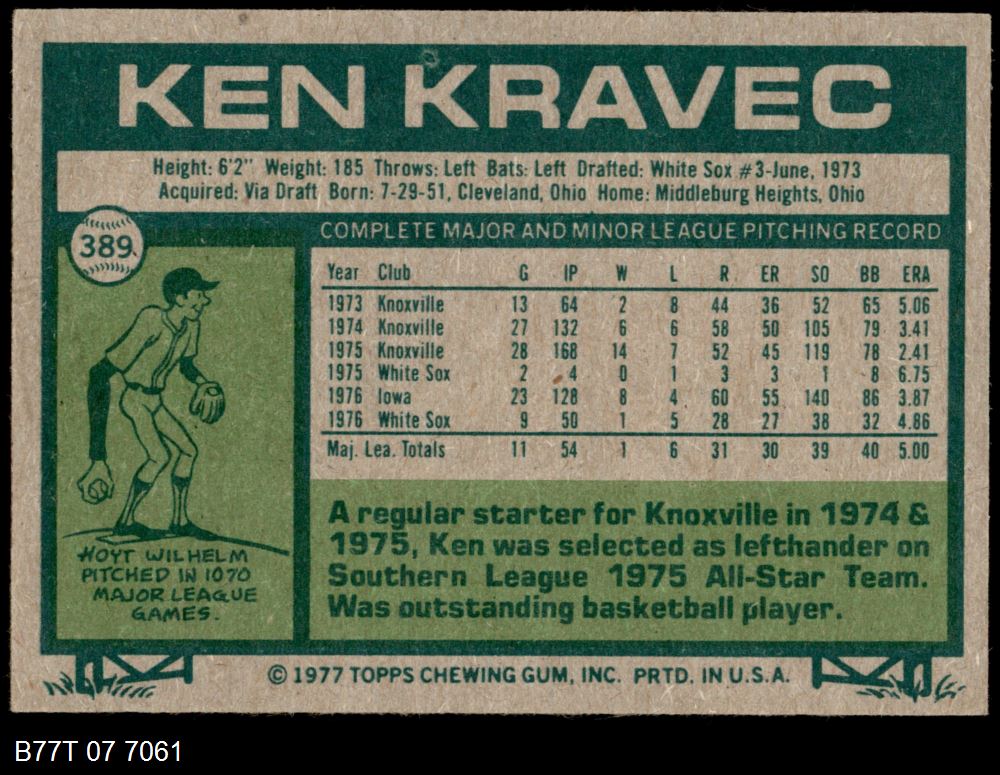 KEN KRAVEC
Height: 6'2" Weight: 185 Throws: Left Bats: Left Drafted: White Sox #3-June, 1973
Acquired: Via Draft Born: 7-29-51, Cleveland, Ohio Home: Middleburg Heights, Ohio
389
COMPLETE MAJOR AND MINOR LEAGUE PITCHING RECORD
Year Club G IP W L R ER SO BB ERA
1973 Knoxville 13 64 2 8 44 36 52 65 5.06
1974 Knoxville 27 132 6 6 58 50 105 79 3.41
1975 Knoxville 28 168 14 7 52 45 119 78 2.41
1975 White Sox 2 4 0 1 3 3 1 8 6.75
1976 Iowa 23 128 8 4 60 55 140 86 3.87
1976 White Sox 9 50 1 5 28 27 38 32 4.86
Maj. Lea. Totals 11 54 1 6 31 30 39 40 5.00
HOYT WILHELM
PITCHED IN 1070
MAJOR LEAGUE
GAMES.
A regular starter for Knoxville in 1974 &
1975, Ken was selected as lefthander on
Southern League 1975 All-Star Team.
Was outstanding basketball player.
© 1977 TOPPS CHEWING GUM, INC. PRTD. IN U.S.A.
B77T 07 7061